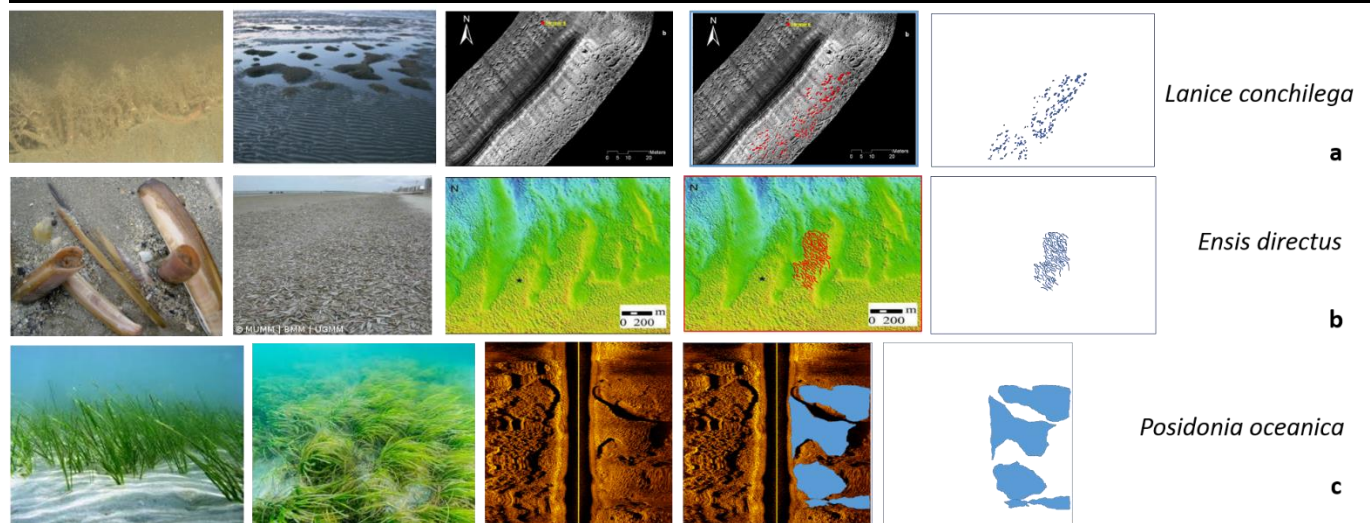 N
b
0 5 10 20
Meters
N
b
0 5 10 20
Meters
Lanice conchilega
a
© MUMM | BMM | UGMM
N
m
0 200
N
m
0 200
Ensis directus
b
Posidonia oceanica
c